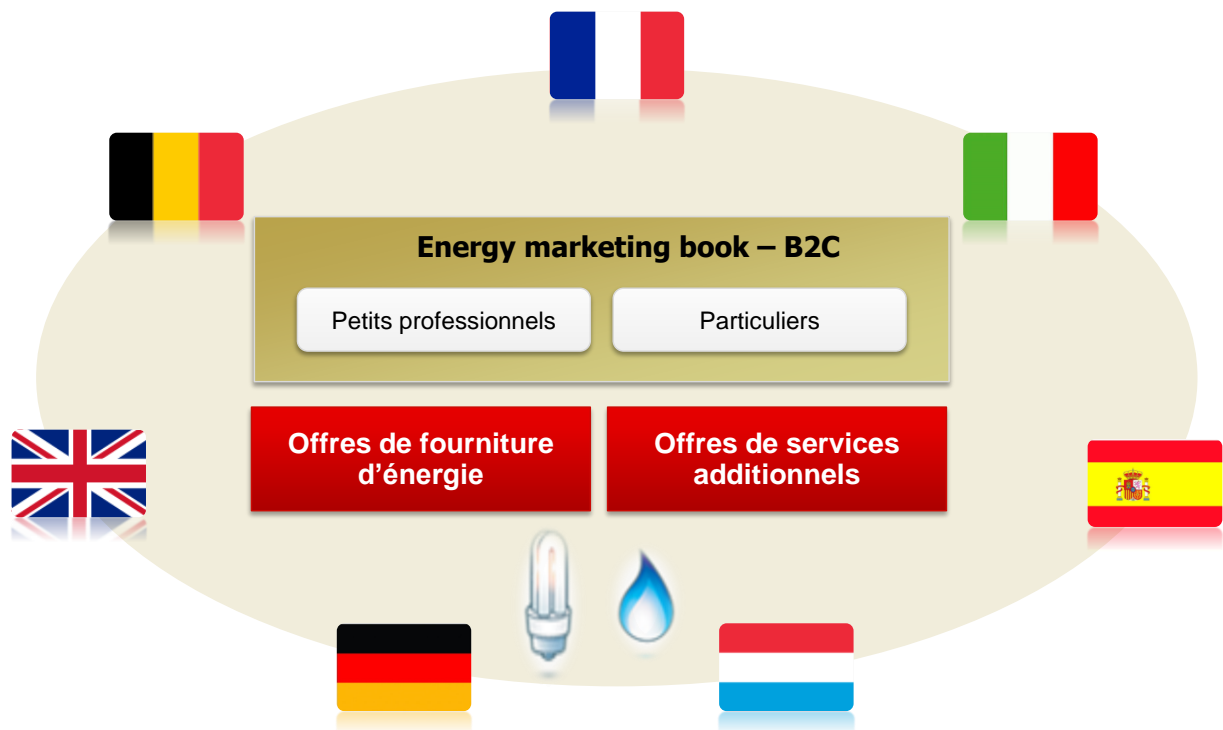 Energy marketing book – B2C
Petits professionnels
Particuliers
Offres de fourniture
d’énergie
Offres de services
additionnels